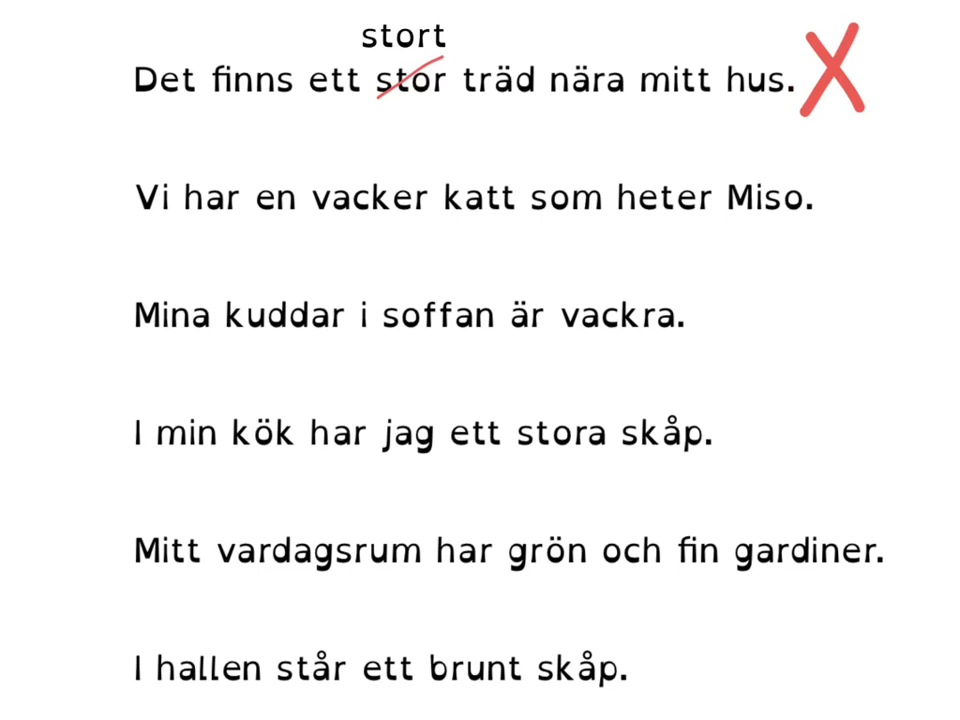 stort
Det finns ett stor träd nära mitt hus.
Vi har en vacker katt som heter Miso.
Mina kuddar i soffan är vackra.
I min kök har jag ett stora skåp.
Mitt vardagsrum har grön och fin gardiner.
I hallen står ett brunt skåp.